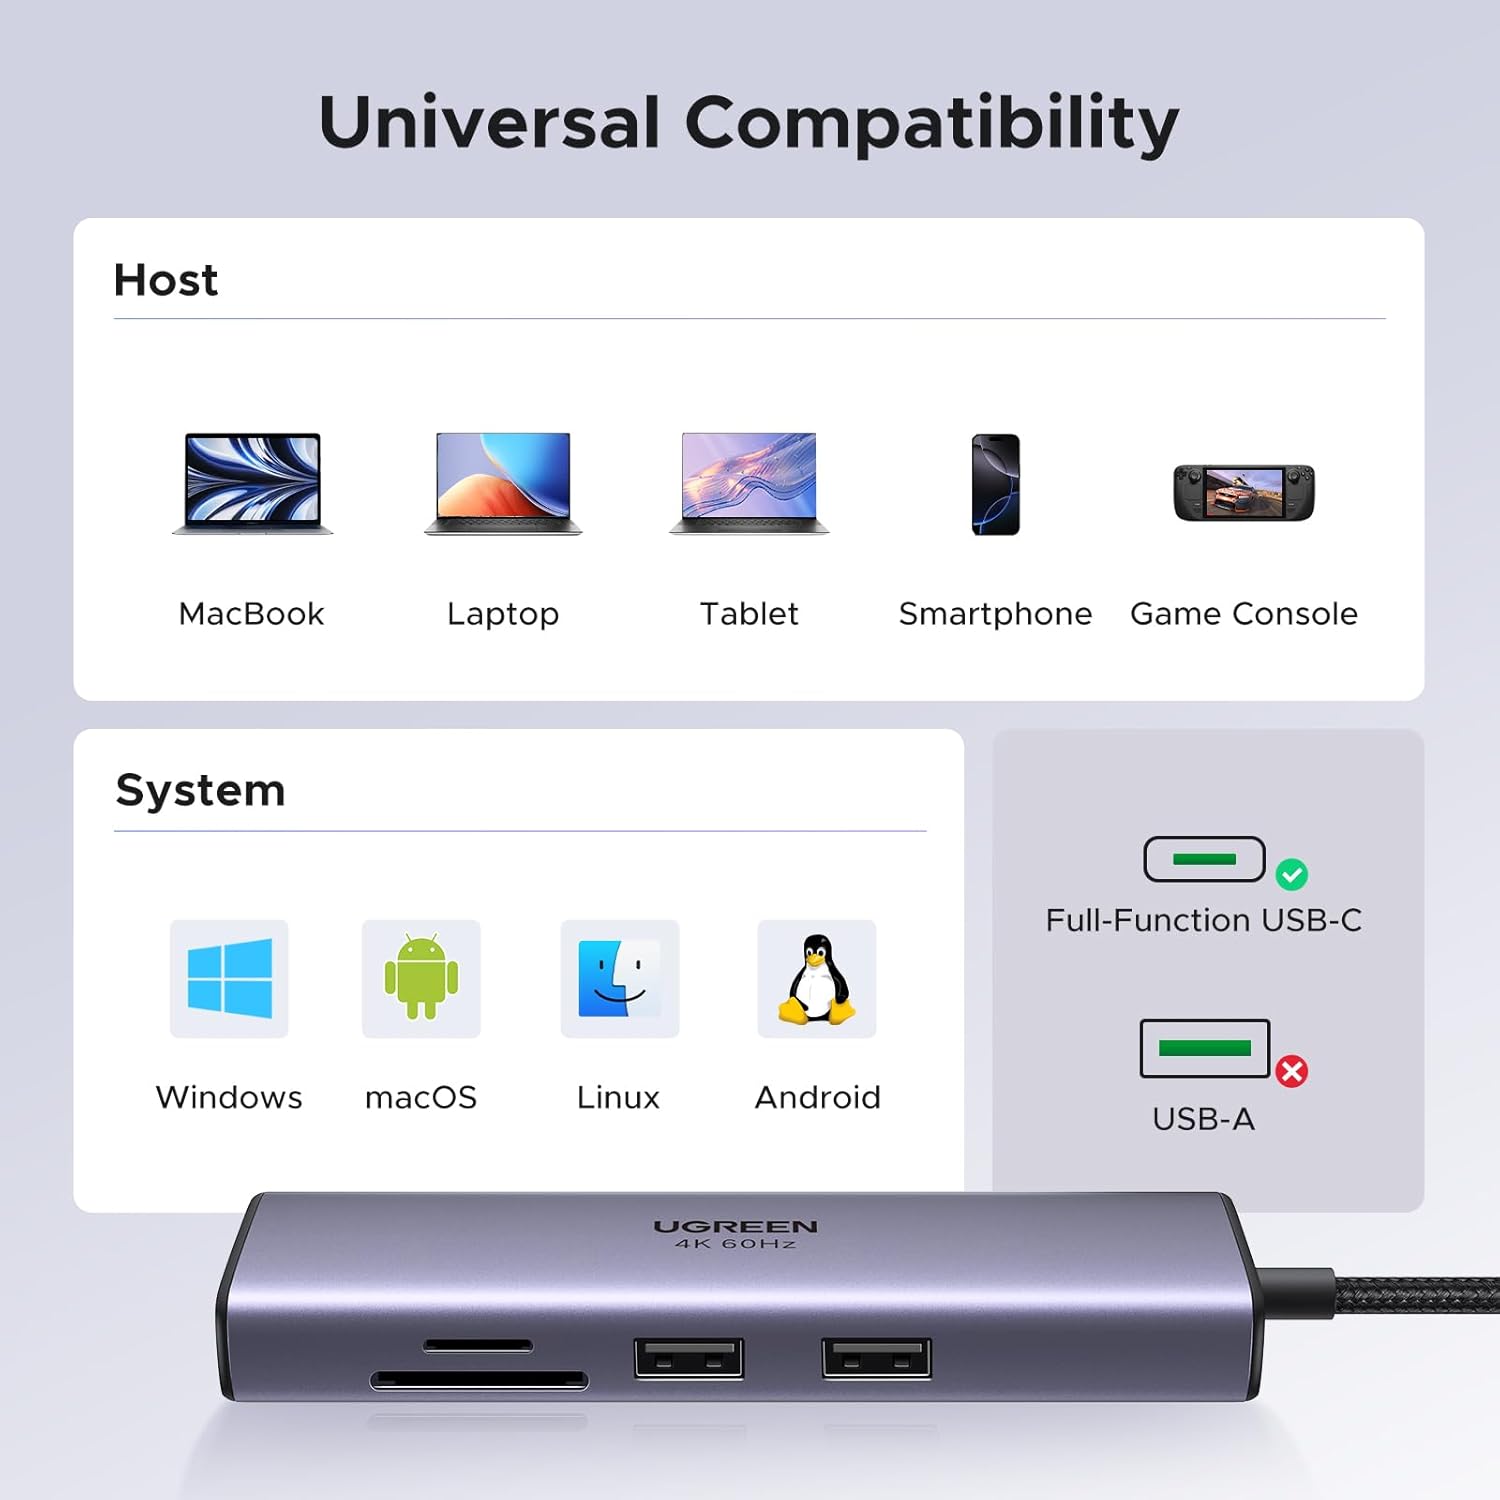 Universal Compatibility
Host
MacBook
Laptop
Tablet
Smartphone
Game Console
System
Windows
macOS
Linux
Android
Full-Function USB-C
USB-A
UGREEN
4K 60Hz